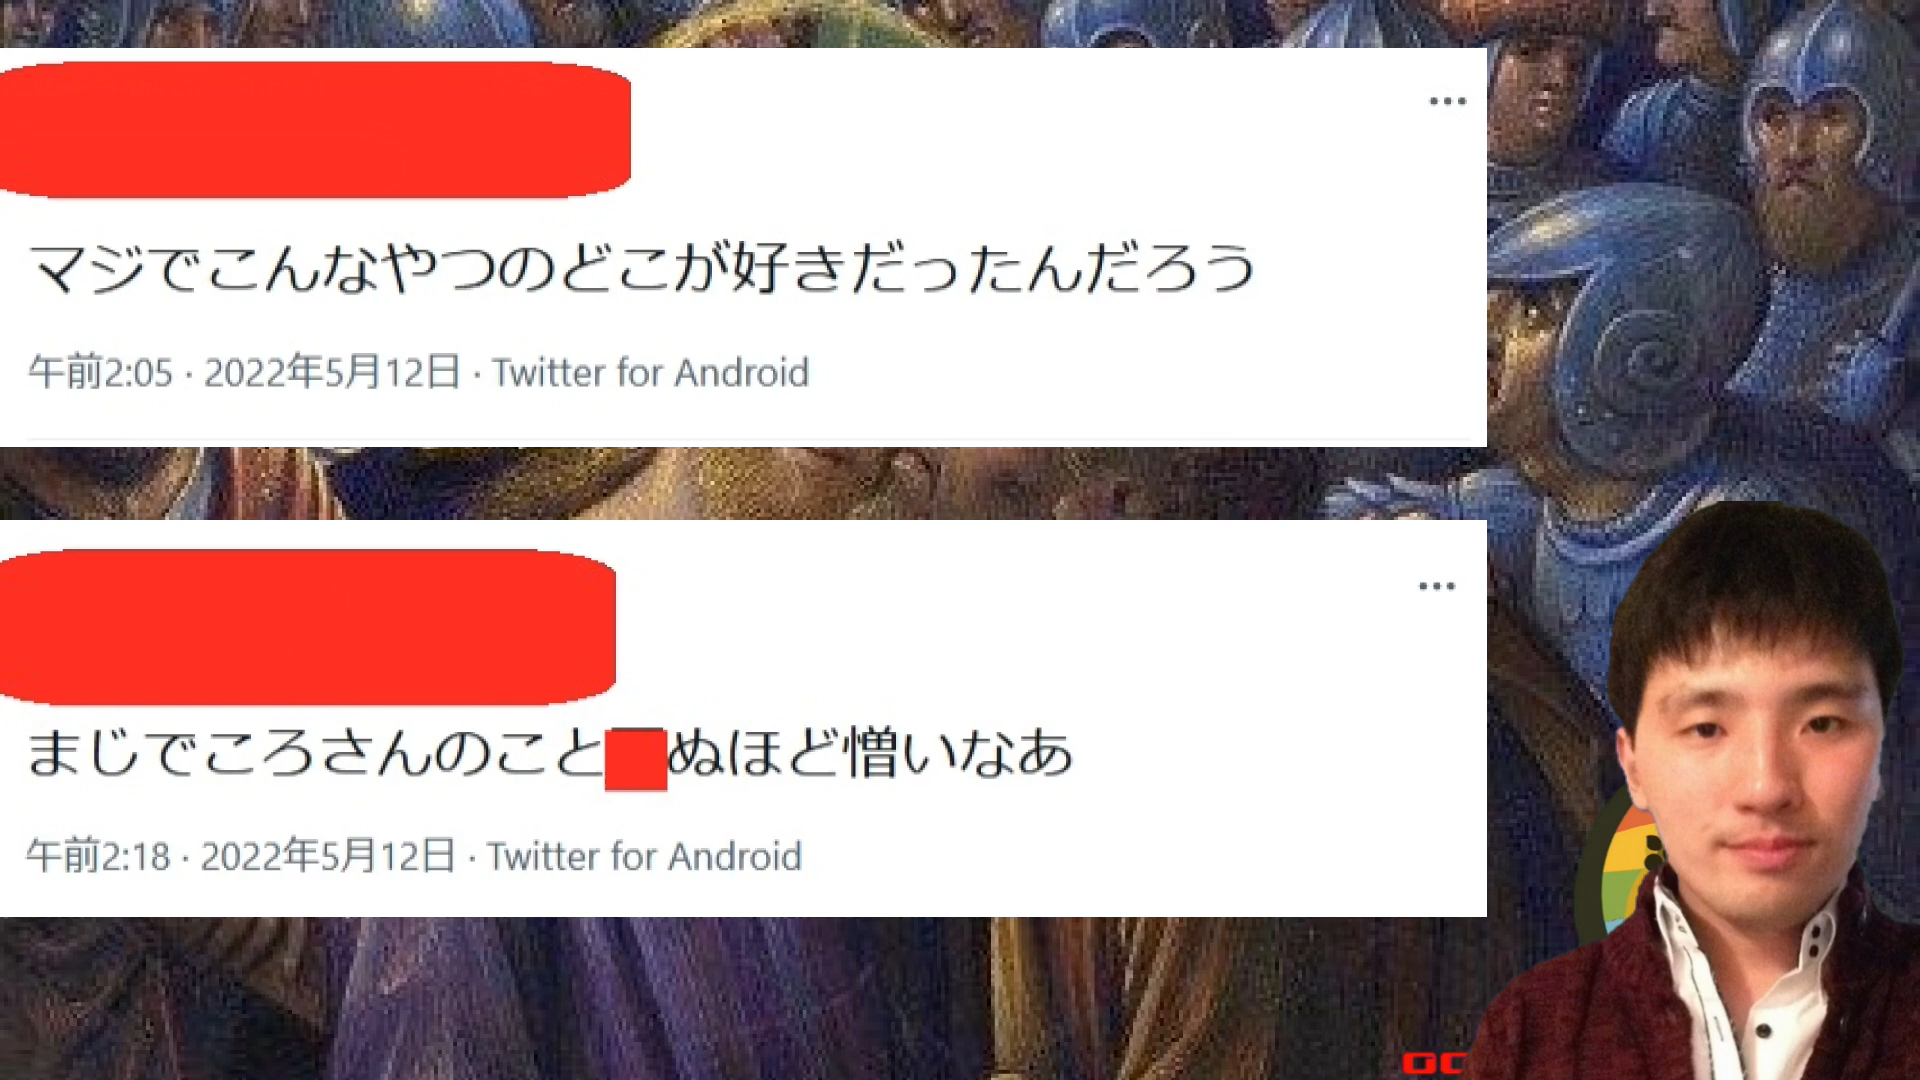 マジでこんなやつのどこが好きだったんだろう
午前2:05 · 2022年5月12日 · Twitter for Android
まじでころさんのこと ぬほど憎いなあ
午前2:18 · 2022年5月12日 · Twitter for Android